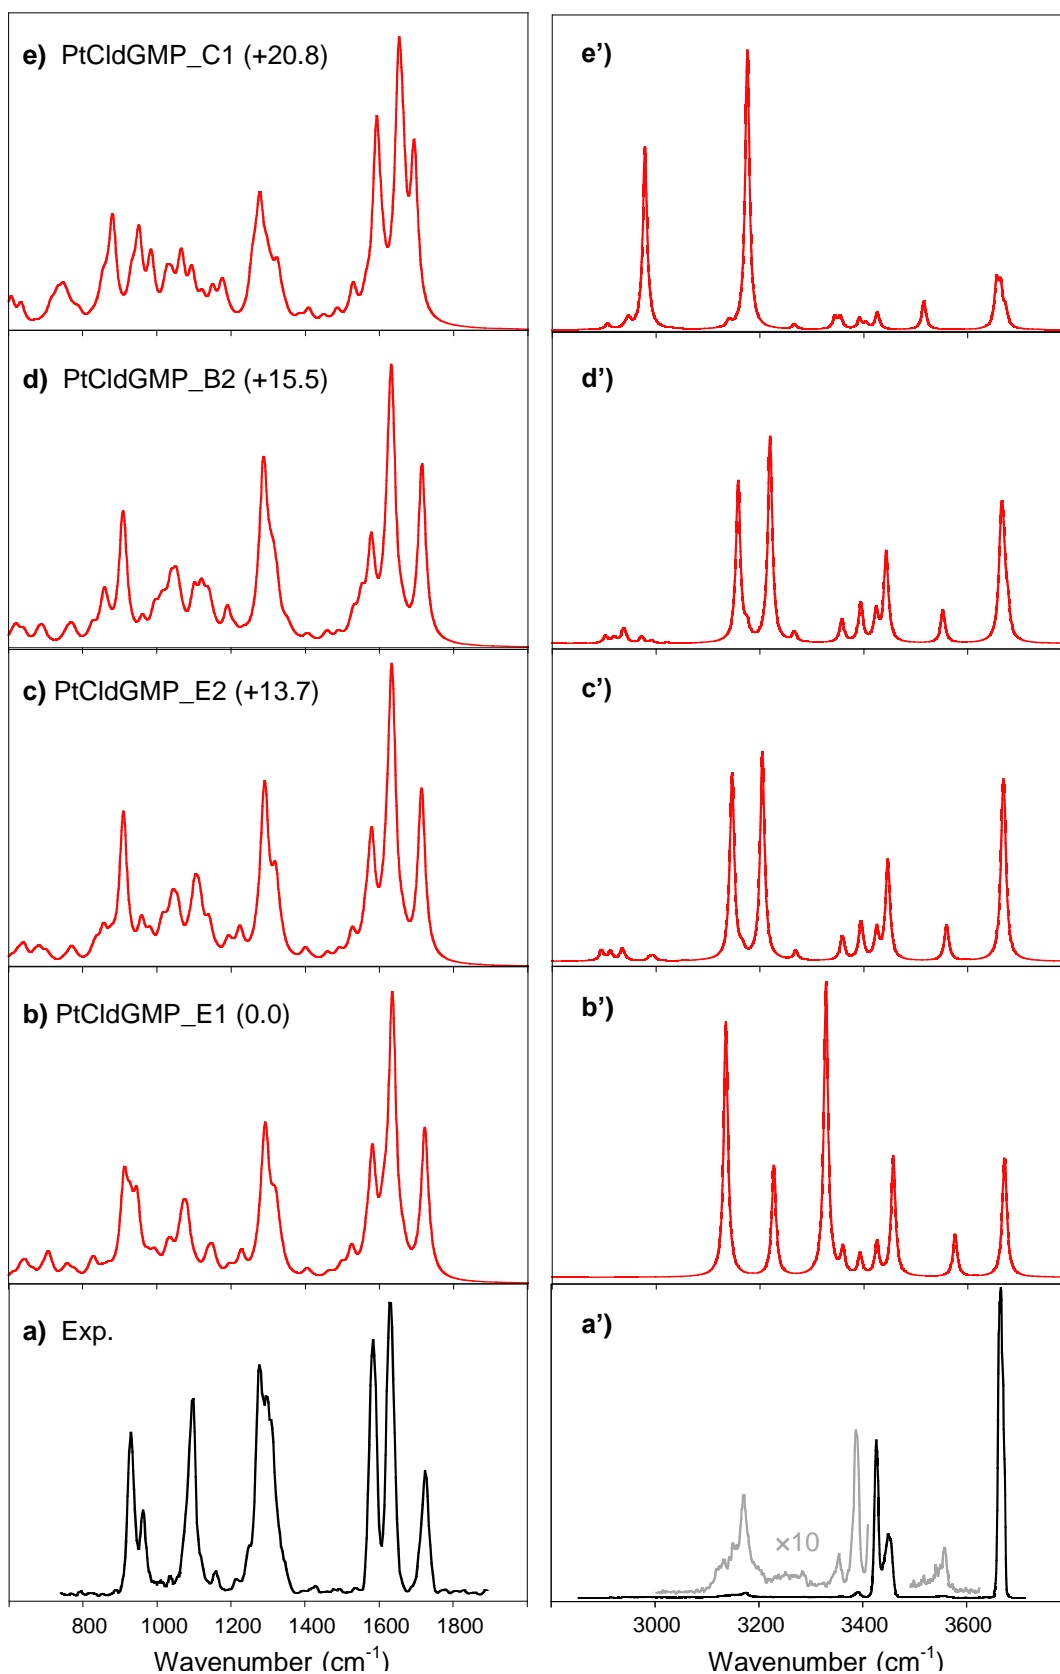 e) PtCldGMP_C1 (+20.8)
e')
d) PtCldGMP_B2 (+15.5)
d')
c) PtCldGMP_E2 (+13.7)
c')
b) PtCldGMP_E1 (0.0)
b')
a) Exp.
a')
×10
800 1000 1200 1400 1600 1800
3000 3200 3400 3600
Wavenumber (cm⁻¹)
Wavenumber (cm⁻¹)